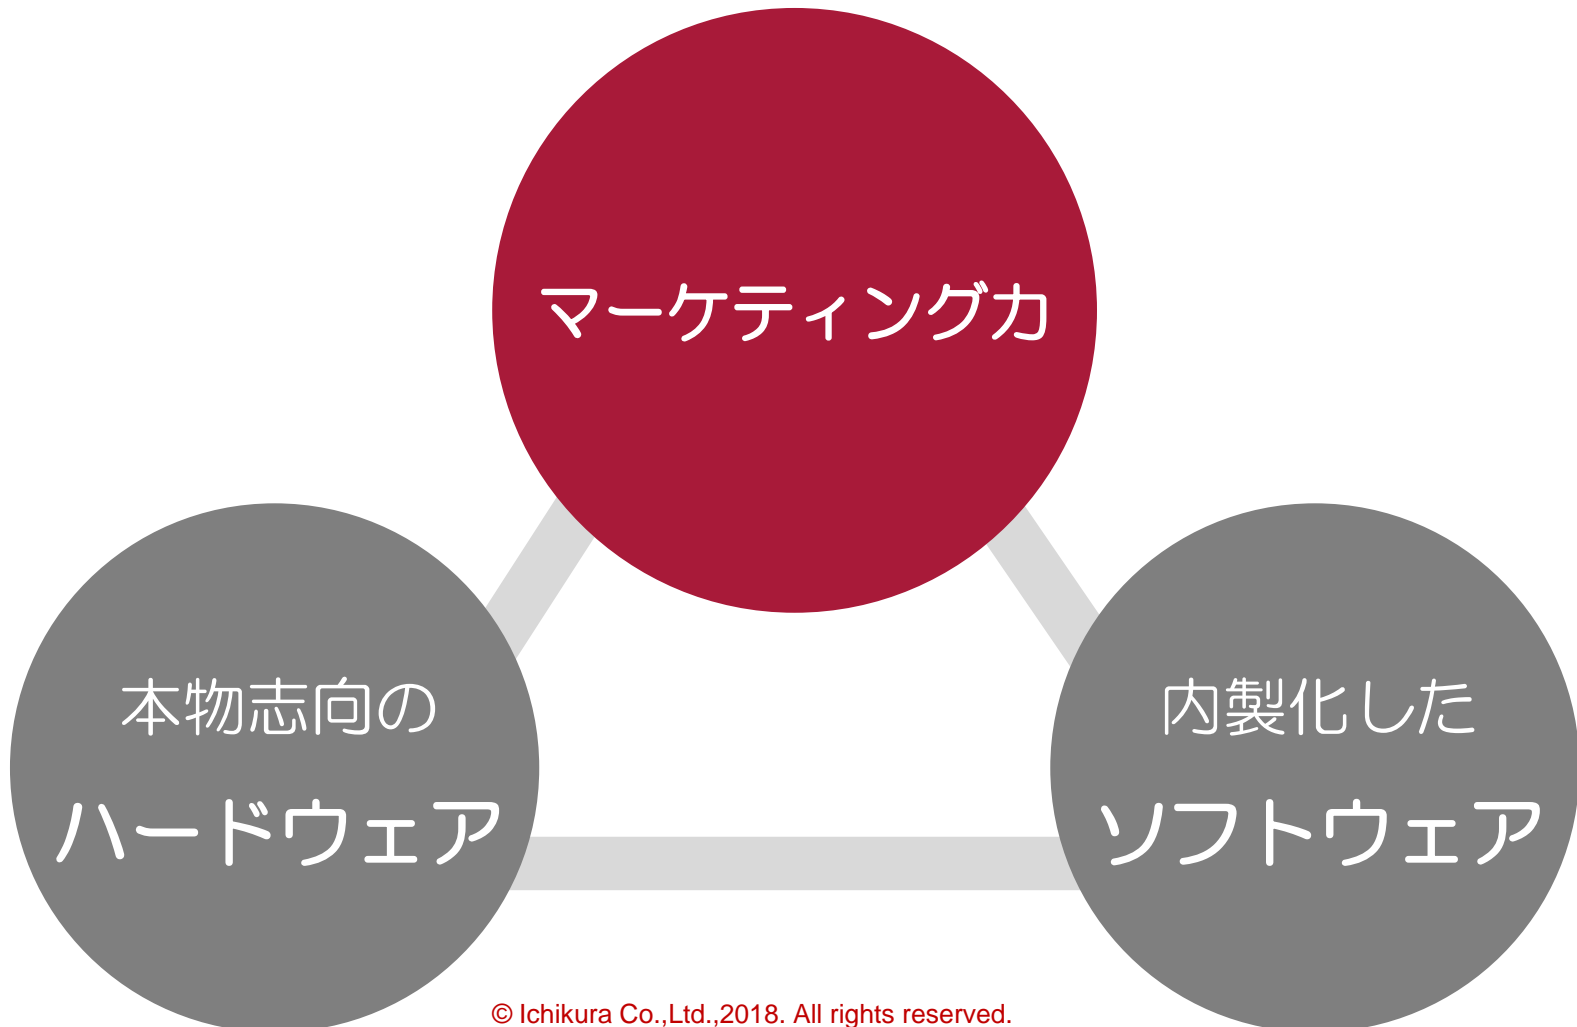 マーケティング力
本物志向の
ハードウェア
内製化した
ソフトウェア
© Ichikura Co.,Ltd.,2018. All rights reserved.